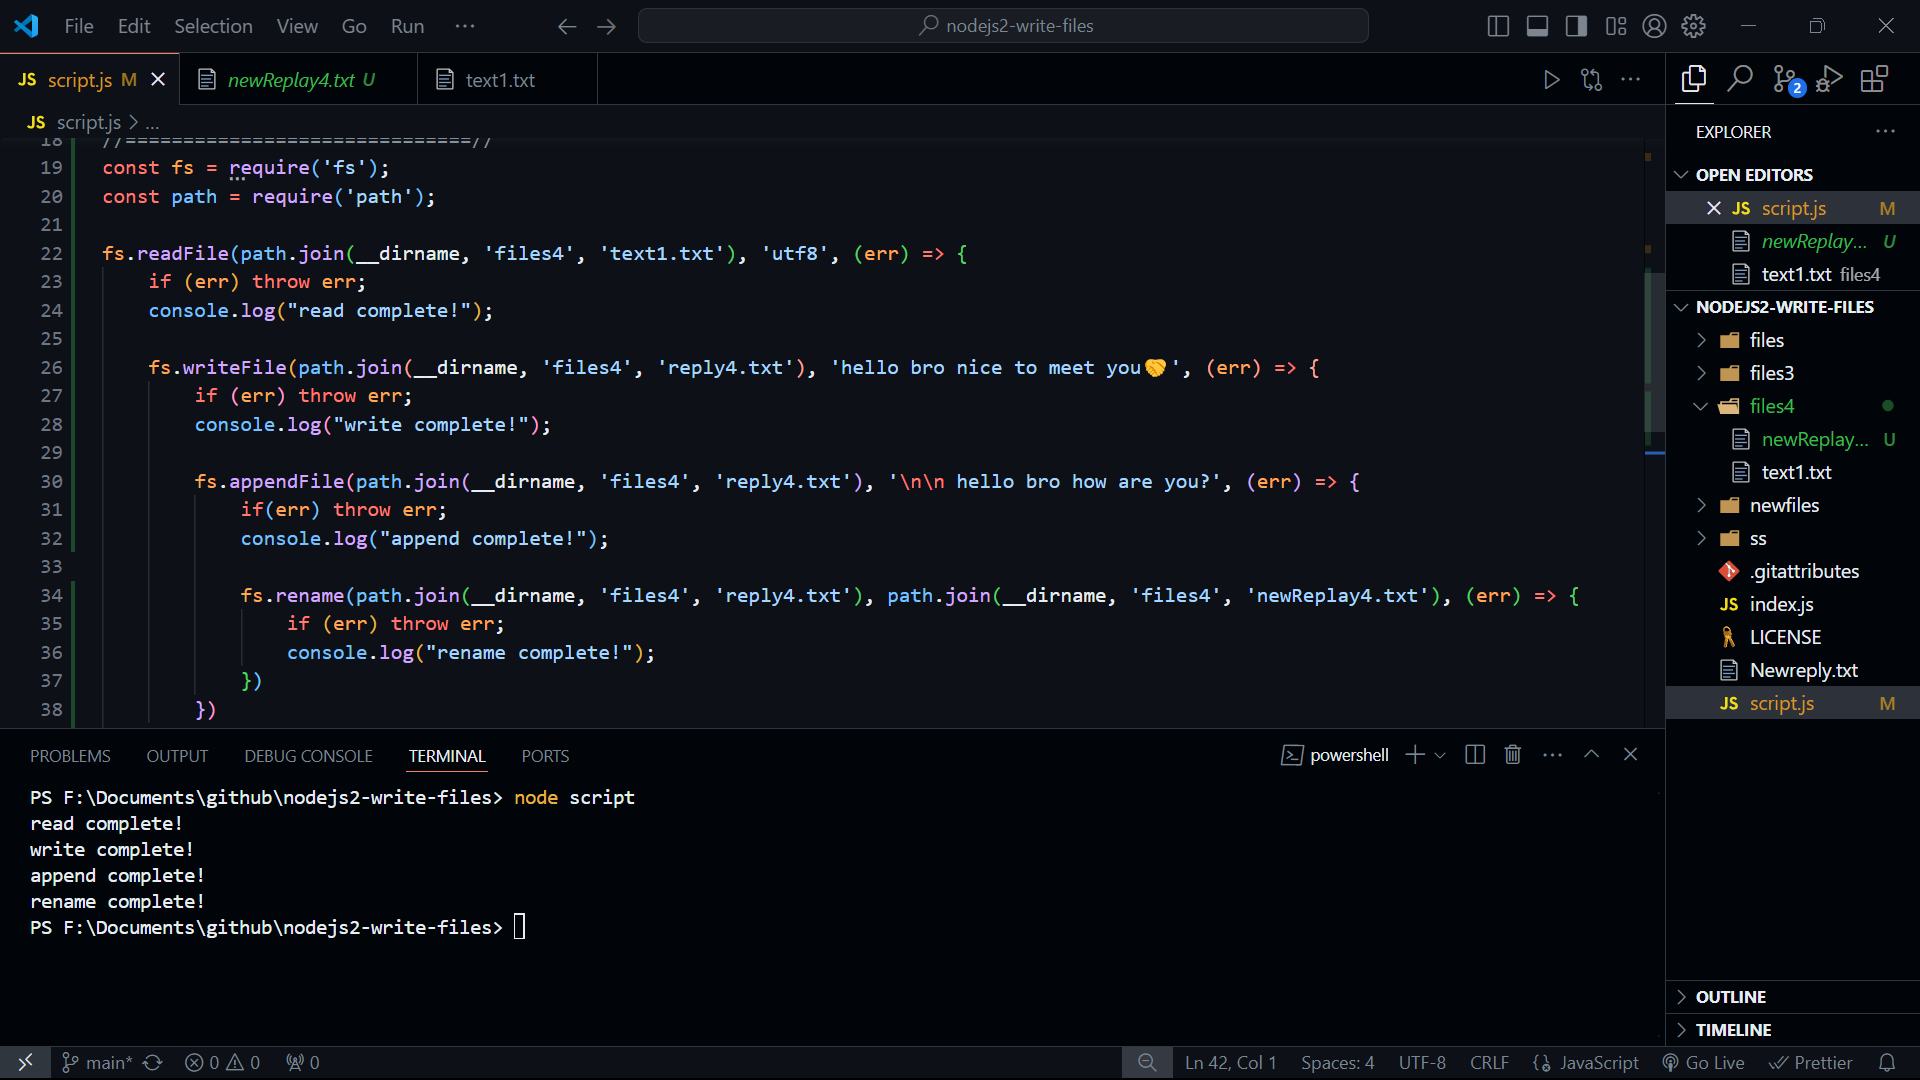 File Edit Selection View Go Run ··· nodejs2-write-files
JS script.js M newReplay4.txt U text1.txt
JS script.js > ...
18 //==============================//
19 const fs = require('fs');
20 const path = require('path');
21
22 fs.readFile(path.join(__dirname, 'files4', 'text1.txt'), 'utf8', (err) => {
23 if (err) throw err;
24 console.log("read complete!");
25
26 fs.writeFile(path.join(__dirname, 'files4', 'reply4.txt'), 'hello bro nice to meet you🤝', (err) => {
27 if (err) throw err;
28 console.log("write complete!");
29
30 fs.appendFile(path.join(__dirname, 'files4', 'reply4.txt'), '\n\n hello bro how are you?', (err) => {
31 if(err) throw err;
32 console.log("append complete!");
33
34 fs.rename(path.join(__dirname, 'files4', 'reply4.txt'), path.join(__dirname, 'files4', 'newReplay4.txt'), (err) => {
35 if (err) throw err;
36 console.log("rename complete!");
37 })
38 })
PROBLEMS OUTPUT DEBUG CONSOLE TERMINAL PORTS powershell
PS F:\Documents\github\nodejs2-write-files> node script
read complete!
write complete!
append complete!
rename complete!
PS F:\Documents\github\nodejs2-write-files>
2
EXPLORER
OPEN EDITORS
JS script.js M
newReplay... U
text1.txt files4
NODEJS2-WRITE-FILES
files
files3
files4
newReplay... U
text1.txt
newfiles
ss
.gitattributes
JS index.js
LICENSE
Newreply.txt
JS script.js M
OUTLINE
TIMELINE
main* 0 0 0 Ln 42, Col 1 Spaces: 4 UTF-8 CRLF JavaScript Go Live Prettier